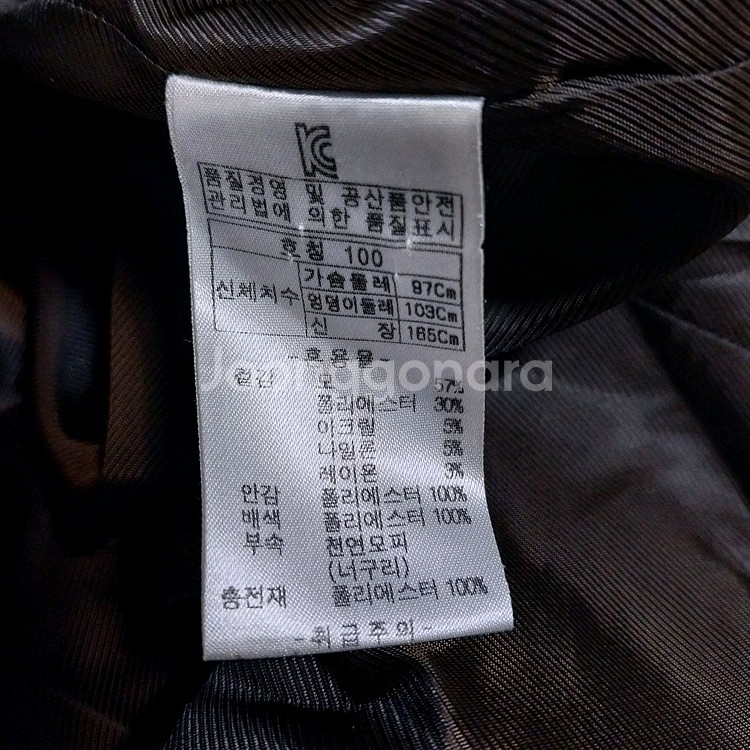 품질경영 및 공산품안전
관리법에 의한 품질표시
호칭 100
신체치수 가슴둘레 97Cm
엉덩이둘레 103Cm
신 장 165Cm
-혼용율-
겉감 모 57%
폴리에스터 30%
아크릴 5%
나일론 5%
레이온 3%
안감 폴리에스터 100%
배색 폴리에스터 100%
부속 천연모피
(너구리)
충전재 폴리에스터 100%
-취급주의-
Joonggonara